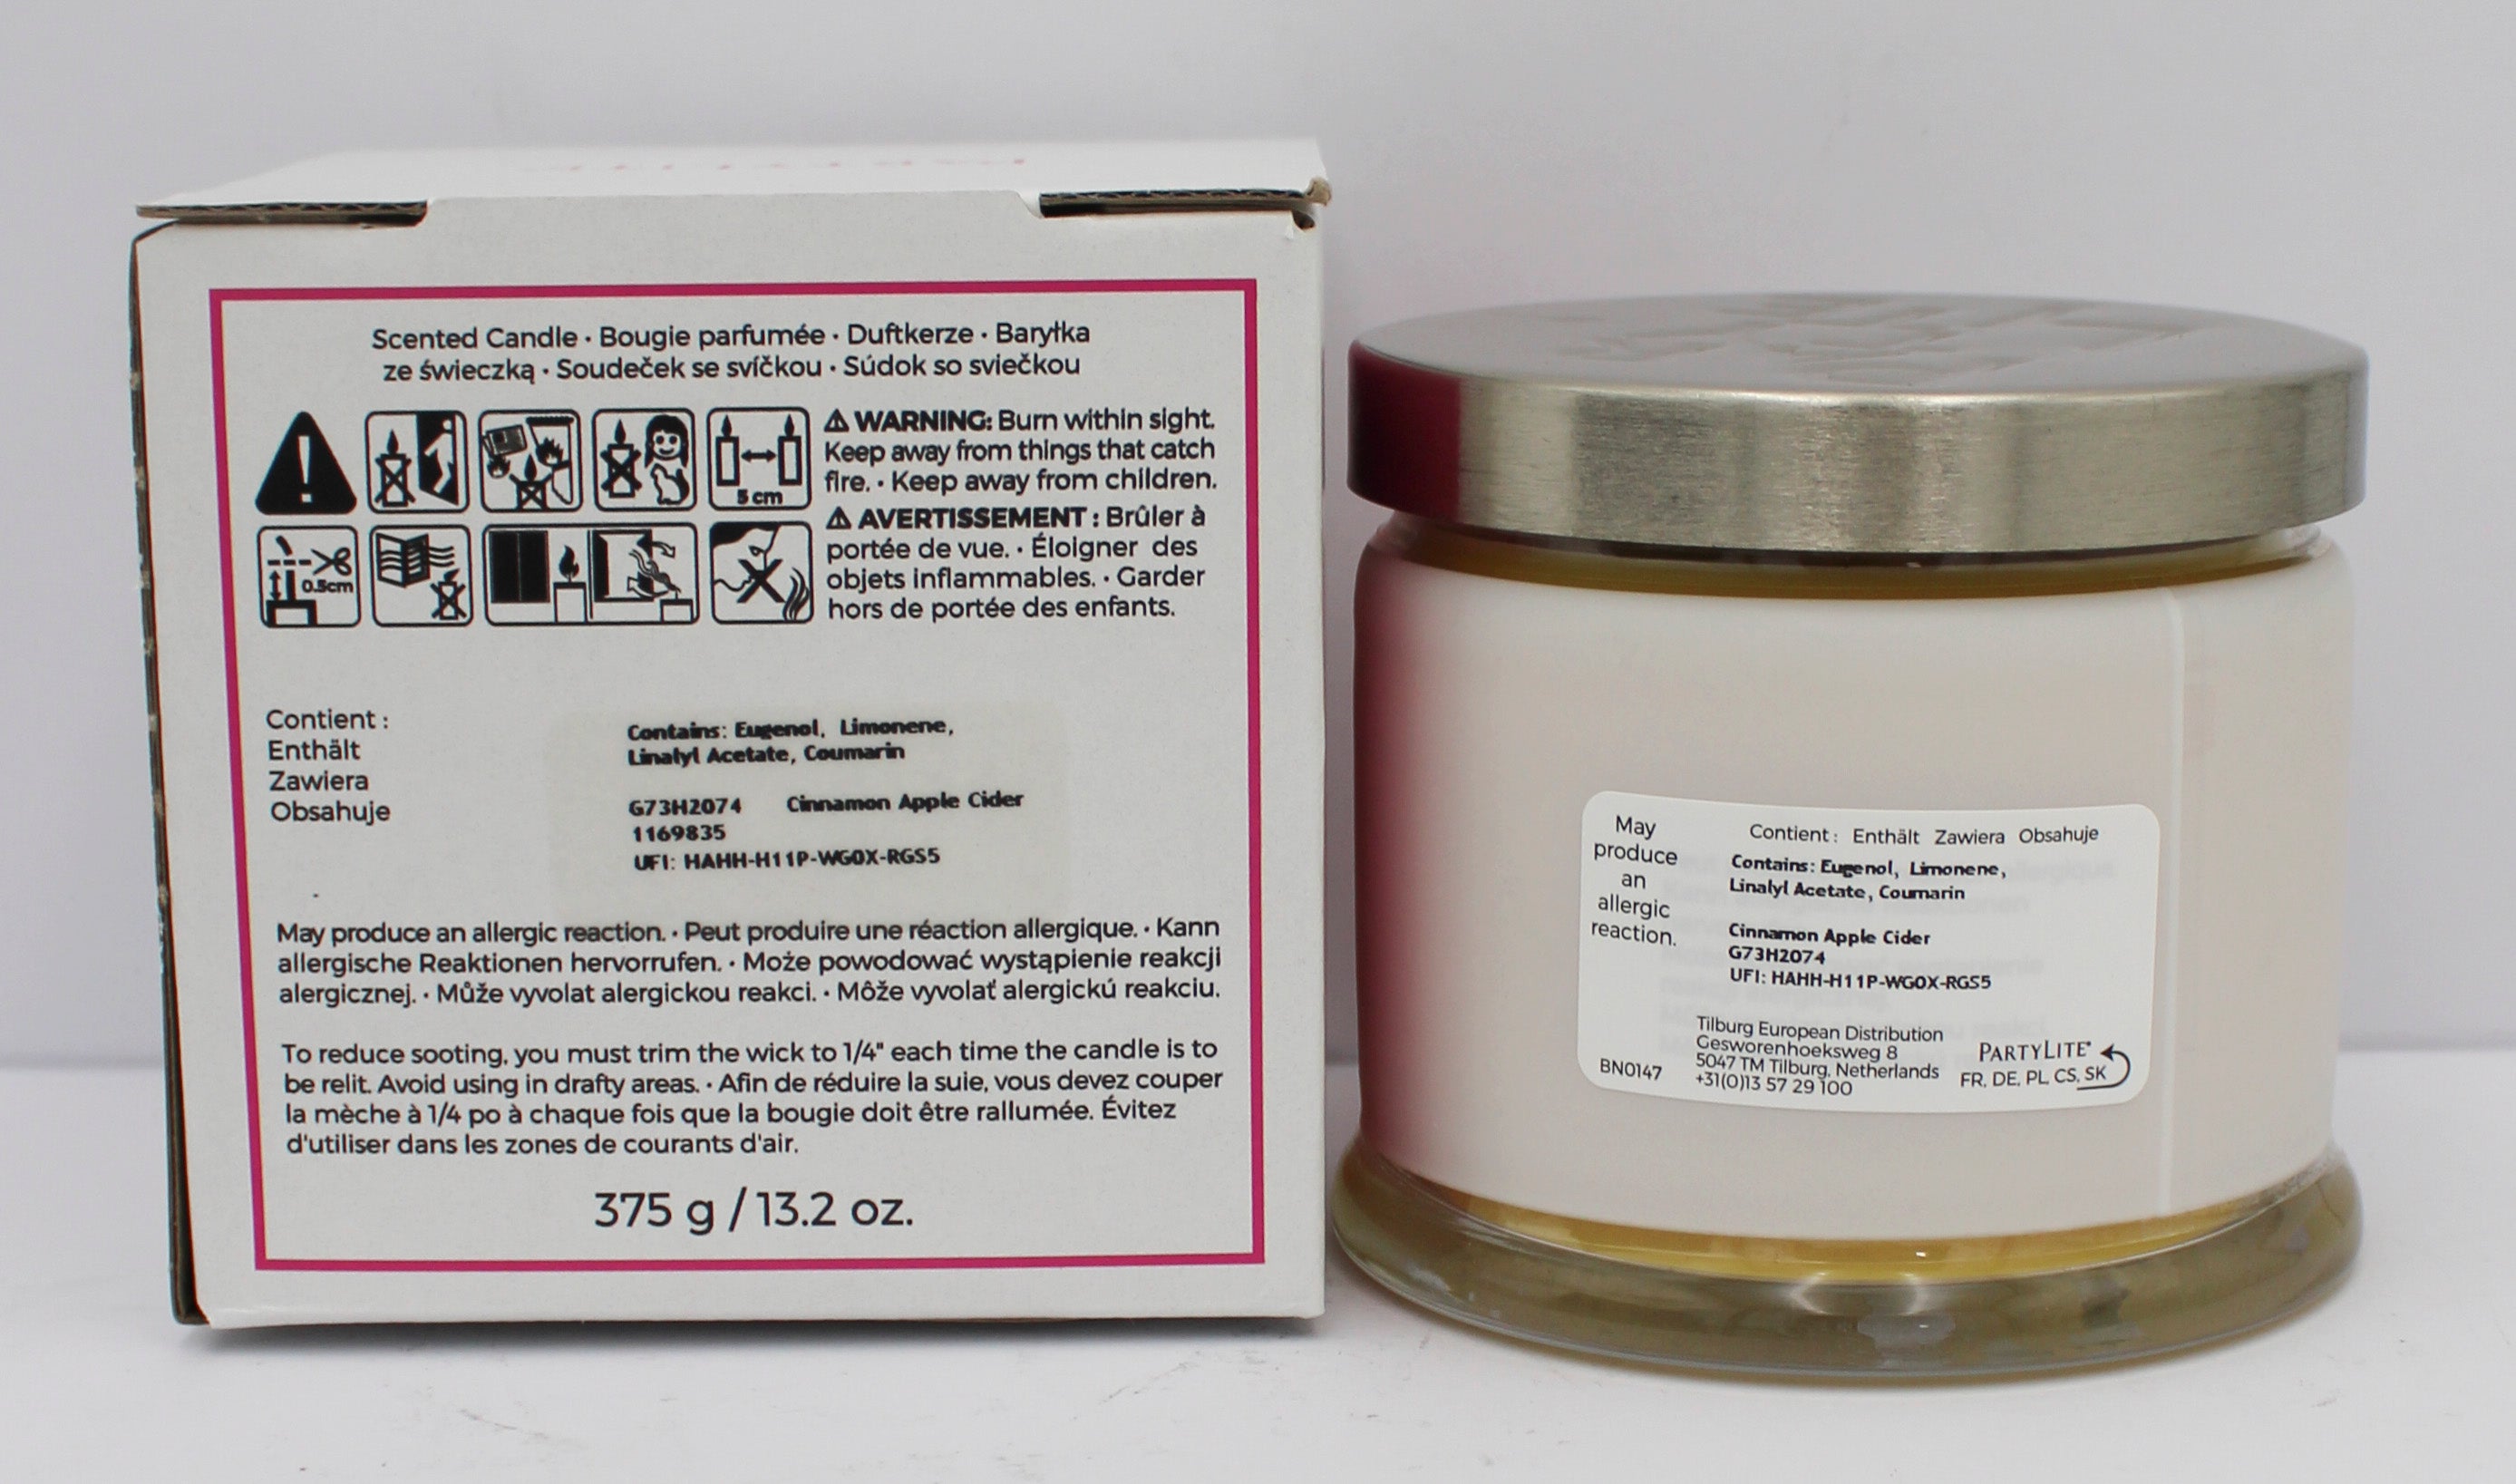 Scented Candle · Bougie parfumée · Duftkerze · Baryłka
ze świeczką · Soudeček se svíčkou · Súdok so sviečkou
⚠ WARNING: Burn within sight.
Keep away from things that catch
fire. · Keep away from children.
⚠ AVERTISSEMENT : Brûler à
portée de vue. · Éloigner des
objets inflammables. · Garder
hors de portée des enfants.
5 cm
0.5cm
Contient :
Enthält
Zawiera
Obsahuje
Contains: Eugenol, Limonene,
Linalyl Acetate, Coumarin
G73H2074 Cinnamon Apple Cider
1169835
UFI: HAHH-H11P-WG0X-RGS5
May produce an allergic reaction. · Peut produire une réaction allergique. · Kann
allergische Reaktionen hervorrufen. · Może powodować wystąpienie reakcji
alergicznej. · Může vyvolat alergickou reakci. · Môže vyvolať alergickú reakciu.
To reduce sooting, you must trim the wick to 1/4" each time the candle is to
be relit. Avoid using in drafty areas. · Afin de réduire la suie, vous devez couper
la mèche à 1/4 po à chaque fois que la bougie doit être rallumée. Évitez
d'utiliser dans les zones de courants d'air.
375 g / 13.2 oz.
May
produce
an
allergic
reaction.
BN0147
Contient : Enthält Zawiera Obsahuje
Contains: Eugenol, Limonene,
Linalyl Acetate, Coumarin
Cinnamon Apple Cider
G73H2074
UFI: HAHH-H11P-WG0X-RGS5
Tilburg European Distribution
Gesworenhoeksweg 8
5047 TM Tilburg, Netherlands
+31(0)13 57 29 100
PARTYLITE®
FR, DE, PL, CS, SK